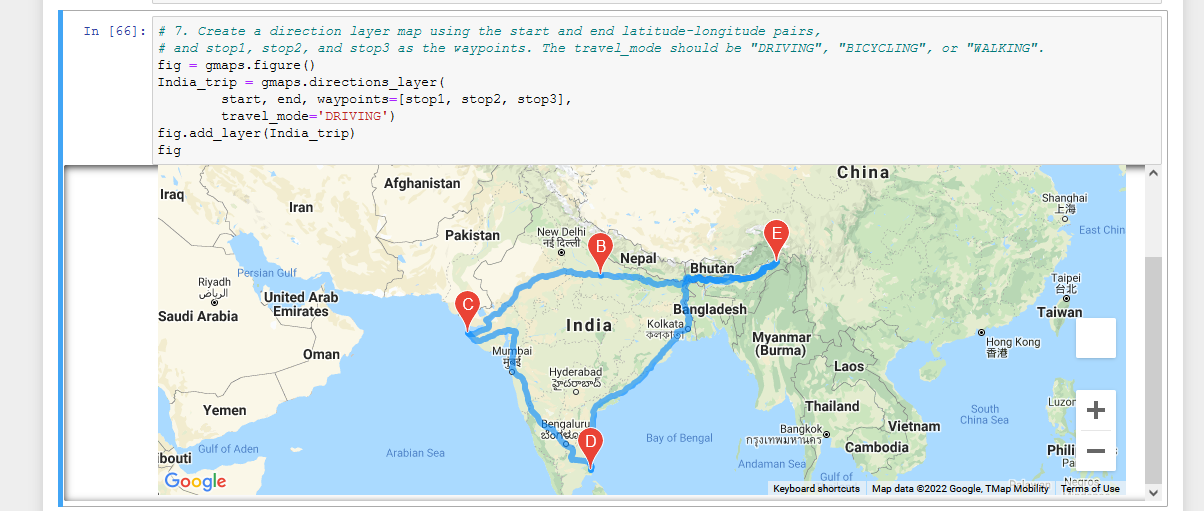 In [66]:
# 7. Create a direction layer map using the start and end latitude-longitude pairs,
# and stop1, stop2, and stop3 as the waypoints. The travel_mode should be "DRIVING", "BICYCLING", or "WALKING".
fig = gmaps.figure()
India_trip = gmaps.directions_layer(
start, end, waypoints=[stop1, stop2, stop3],
travel_mode='DRIVING')
fig.add_layer(India_trip)
fig
China
Afghanistan
Iraq
Shanghai
上海
Iran
East Chin
Pakistan
New Delhi
नई दिल्ली
B
E
Nepal
Bhutan
Persian Gulf
Riyadh
الرياض
Taipei
台北
United Arab
Emirates
C
Bangladesh
Taiwan
Saudi Arabia
India
Kolkata
Myanmar
(Burma)
Hong Kong
香港
Oman
Mumbai
मुंबई
Hyderabad
హైదరాబాద్
Laos
Yemen
Thailand
Luzor
South
China Sea
Bengaluru
D
Bay of Bengal
Bangkok
กรุงเทพมหานคร
Vietnam
Gulf of Aden
Arabian Sea
Cambodia
Phili
ibouti
Andaman Sea
Pa
Gulf of
Negros
Google
Keyboard shortcuts
Map data ©2022 Google, TMap Mobility
Terms of Use